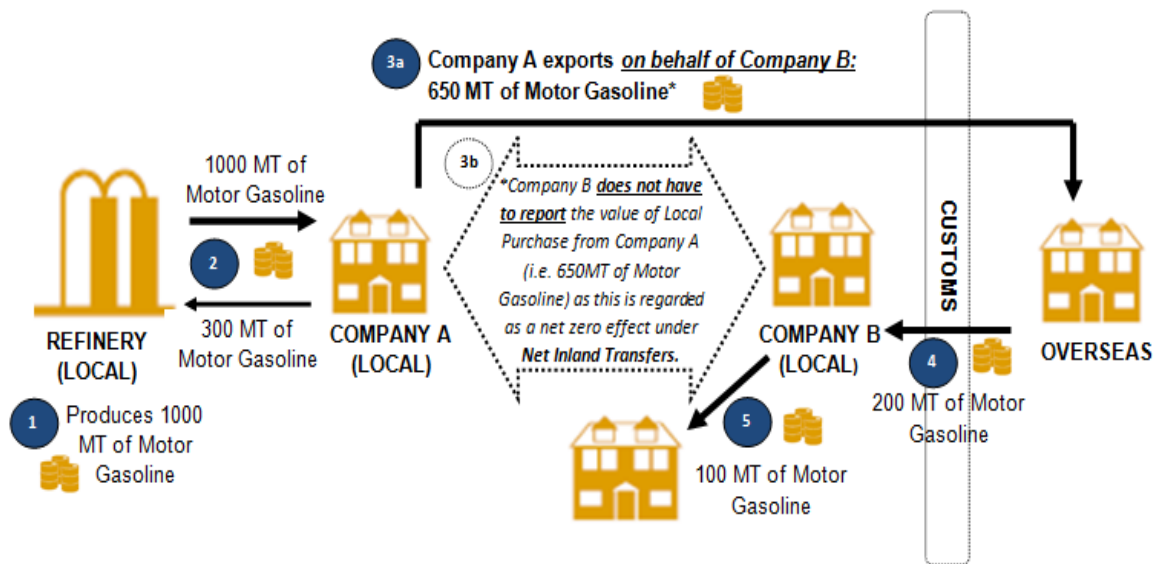 3a
Company A exports on behalf of Company B:
650 MT of Motor Gasoline*
1000 MT of
Motor Gasoline
2
300 MT of
Motor Gasoline
REFINERY
(LOCAL)
1
Produces 1000
MT of Motor
Gasoline
COMPANY A
(LOCAL)
3b
*Company B does not have
to report the value of Local
Purchase from Company A
(i.e. 650MT of Motor
Gasoline) as this is regarded
as a net zero effect under
Net Inland Transfers.
COMPANY B
(LOCAL)
CUSTOMS
OVERSEAS
4
200 MT of Motor
Gasoline
5
100 MT of Motor
Gasoline